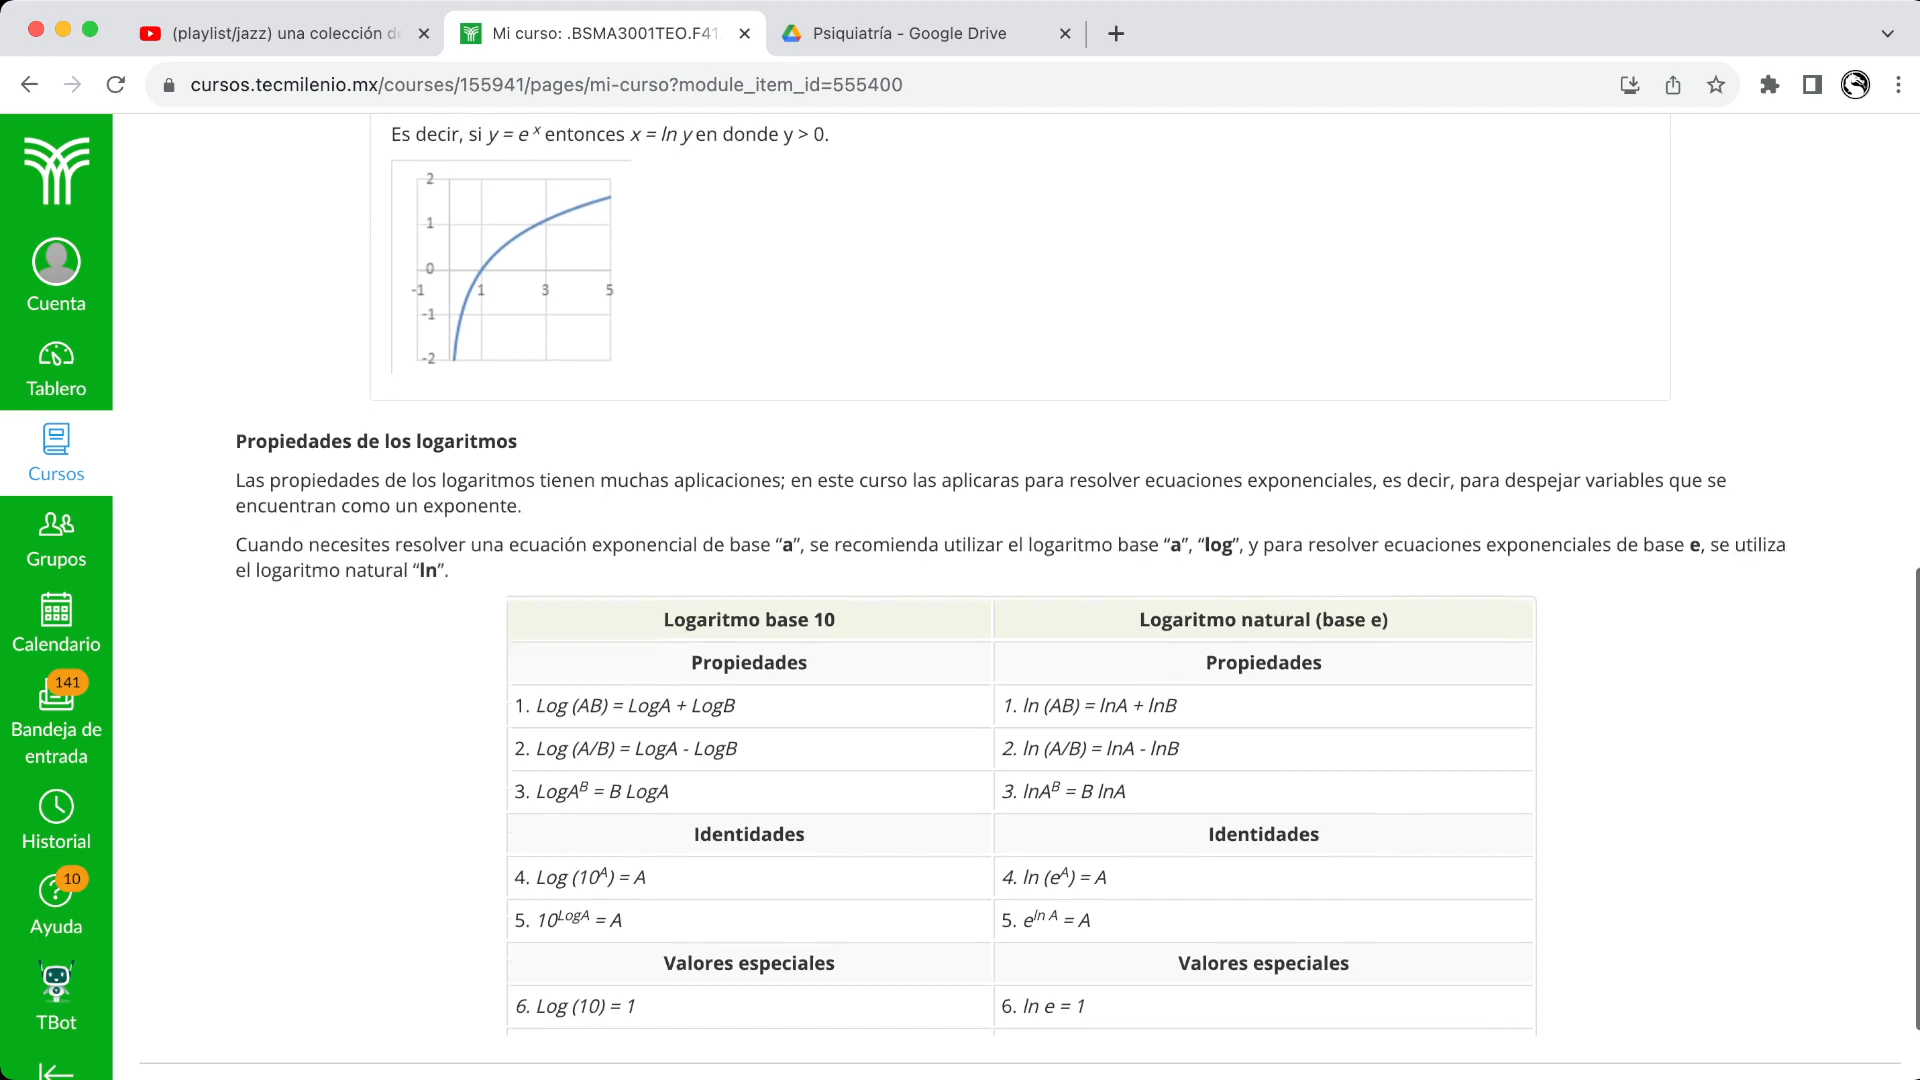 (playlist/jazz) una colección de
Mi curso: .BSMA3001TEO.F41
Psiquiatría - Google Drive
cursos.tecmilenio.mx/courses/155941/pages/mi-curso?module_item_id=555400
Cuenta
Tablero
Cursos
Grupos
Calendario
141
Bandeja de
entrada
Historial
10
Ayuda
TBot
Es decir, si y = e^x entonces x = ln y en donde y > 0.
2
1
0
-1 1 3 5
-1
-2
Propiedades de los logaritmos
Las propiedades de los logaritmos tienen muchas aplicaciones; en este curso las aplicaras para resolver ecuaciones exponenciales, es decir, para despejar variables que se
encuentran como un exponente.
Cuando necesites resolver una ecuación exponencial de base “a”, se recomienda utilizar el logaritmo base “a”, “log”, y para resolver ecuaciones exponenciales de base e, se utiliza
el logaritmo natural “ln”.
Logaritmo base 10 Logaritmo natural (base e)
Propiedades Propiedades
1. Log (AB) = LogA + LogB 1. ln (AB) = lnA + lnB
2. Log (A/B) = LogA - LogB 2. ln (A/B) = lnA - lnB
3. LogA^B = B LogA 3. lnA^B = B lnA
Identidades Identidades
4. Log (10^A) = A 4. ln (e^A) = A
5. 10^LogA = A 5. e^ln A = A
Valores especiales Valores especiales
6. Log (10) = 1 6. ln e = 1